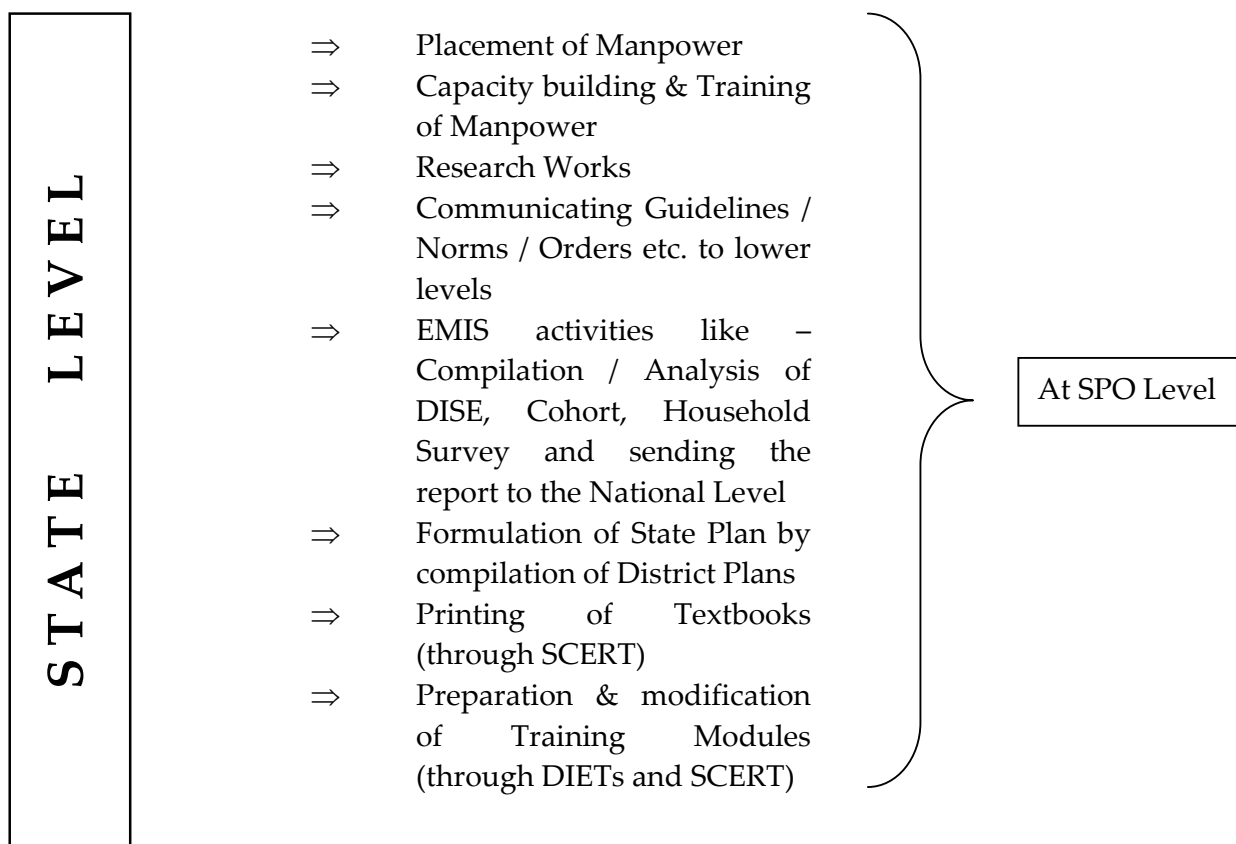 STATE LEVEL
⇒ Placement of Manpower
⇒ Capacity building & Training
of Manpower
⇒ Research Works
⇒ Communicating Guidelines /
Norms / Orders etc. to lower
levels
⇒ EMIS activities like –
Compilation / Analysis of
DISE, Cohort, Household
Survey and sending the
report to the National Level
⇒ Formulation of State Plan by
compilation of District Plans
⇒ Printing of Textbooks
(through SCERT)
⇒ Preparation & modification
of Training Modules
(through DIETs and SCERT)
At SPO Level